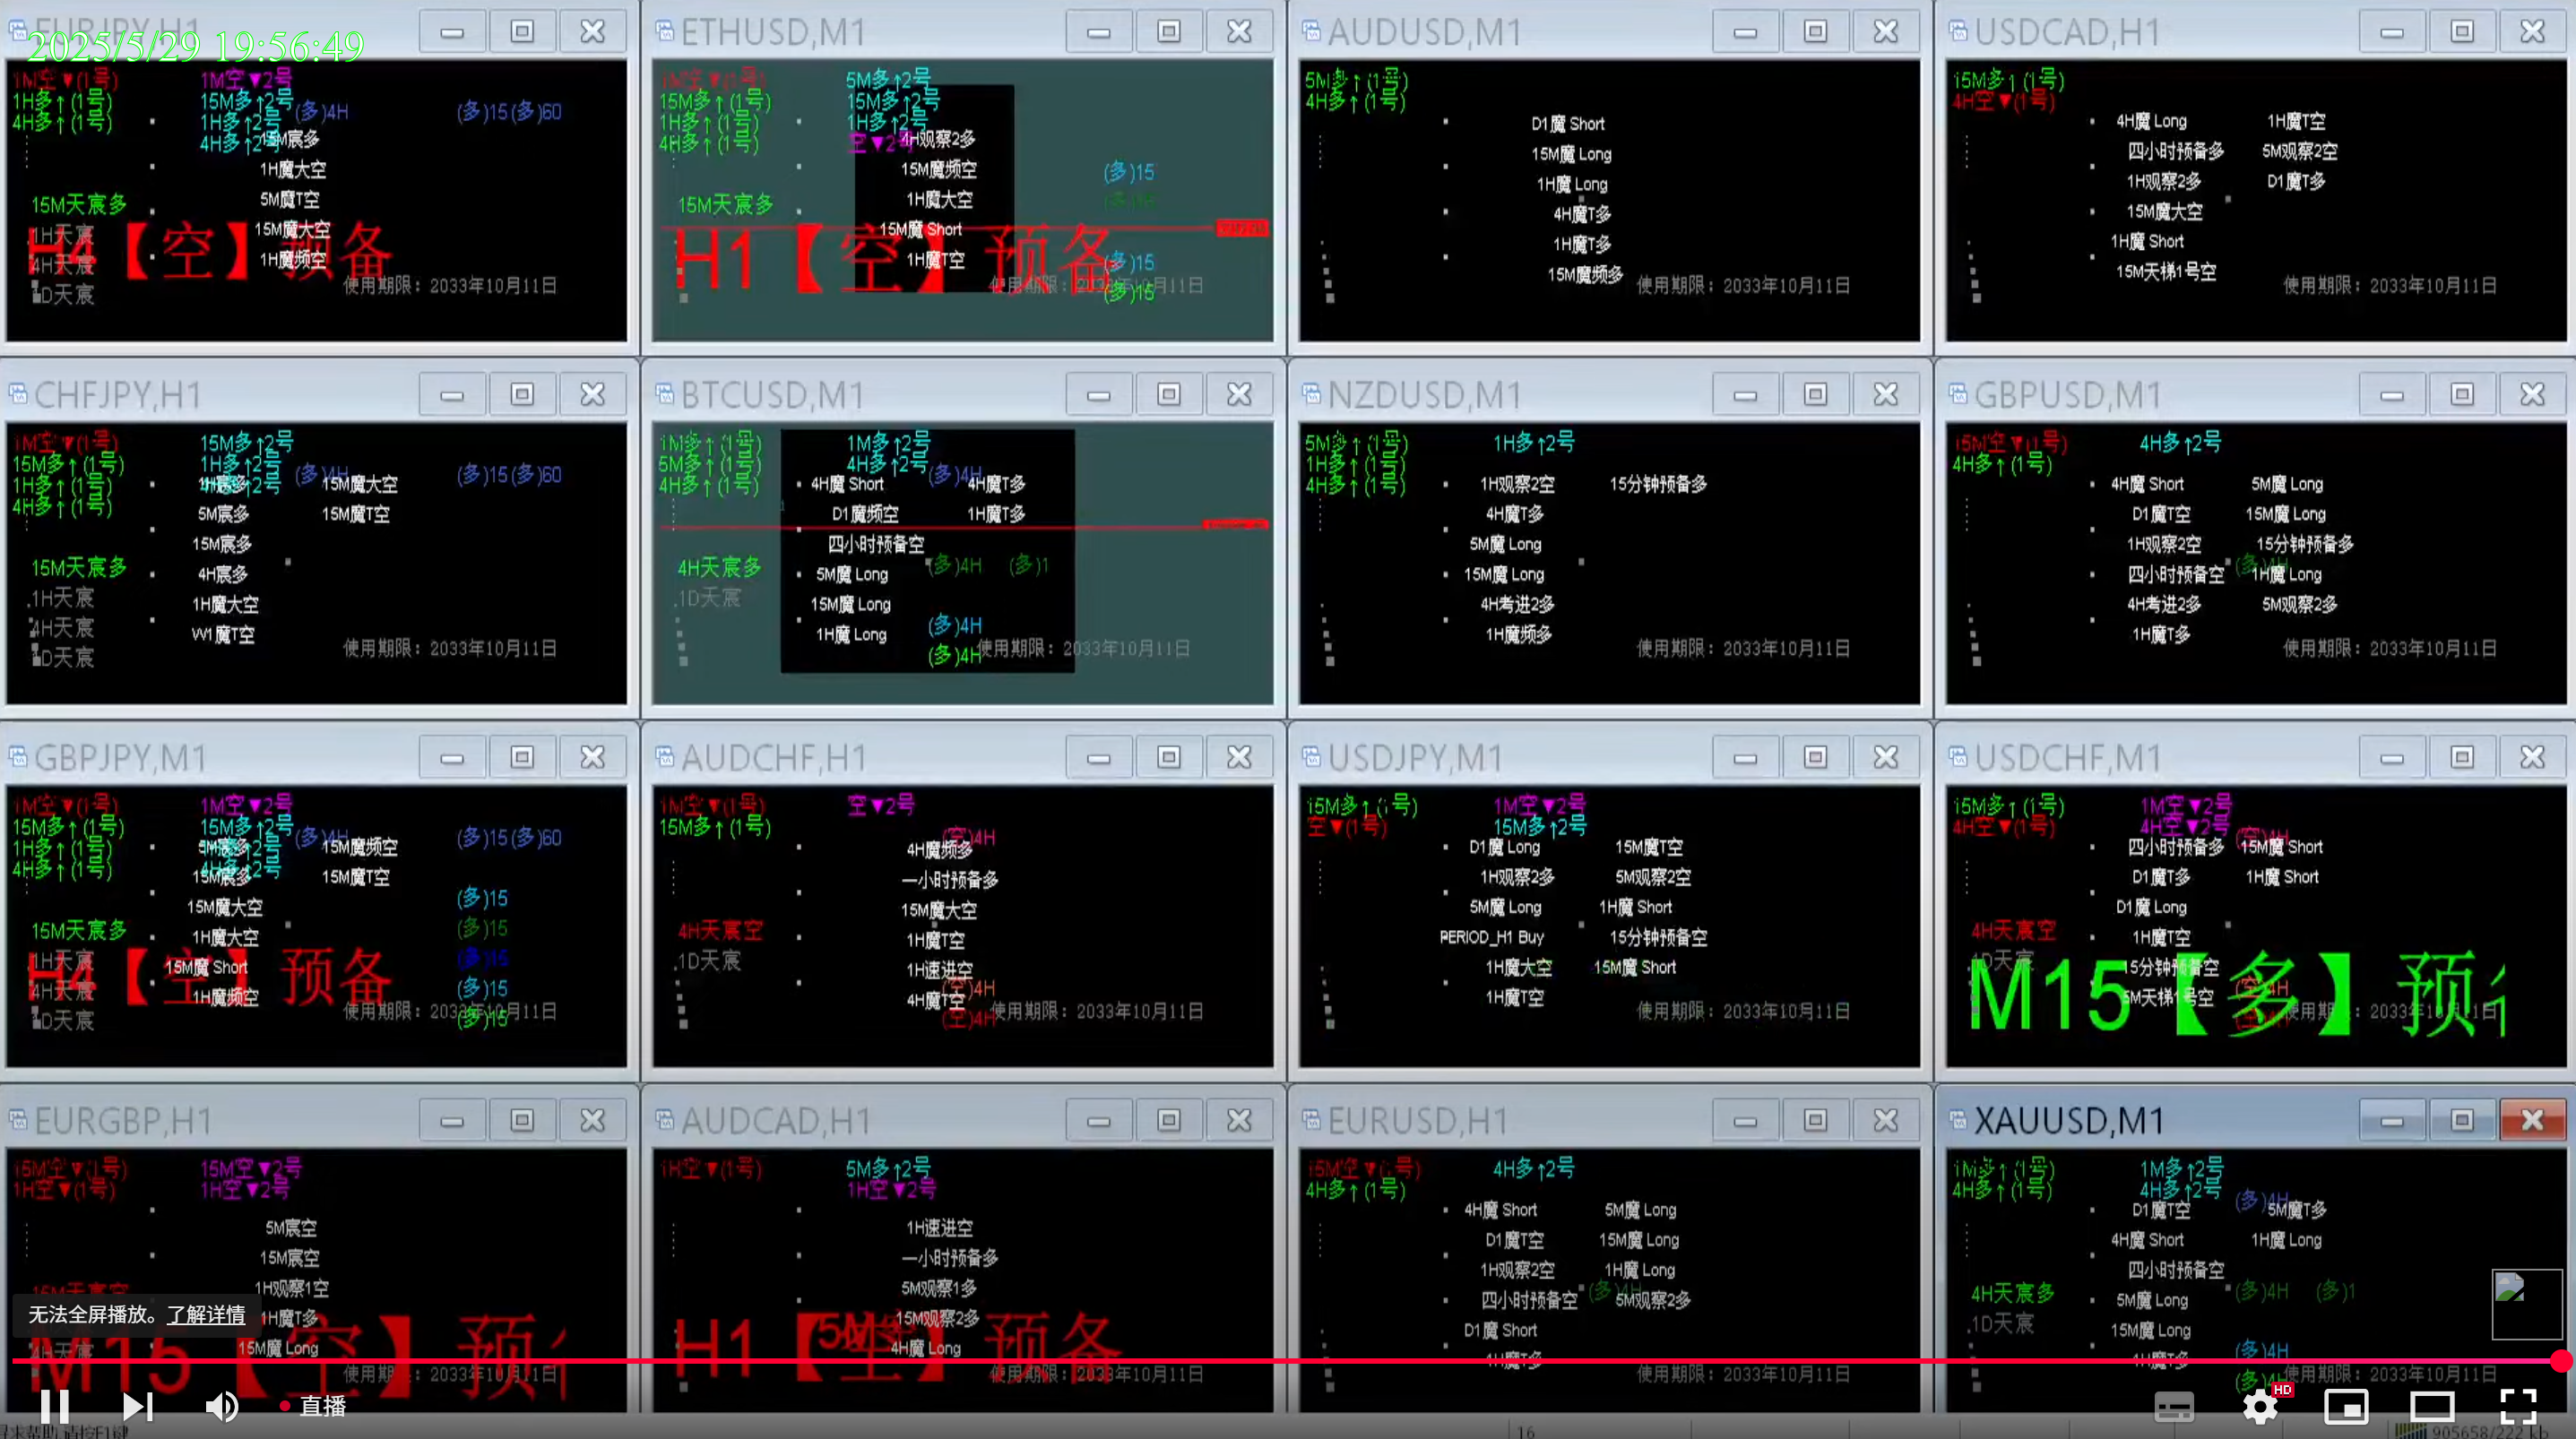 EURJPY,H1
2025/5/29 19:56:49
1M空▼(1号)
1H多↑(1号)
4H多↑(1号)
1M空▼2号
15M多↑2号
1H多↑2号
4H多↑2号
(多)4H
(多)15(多)60
1H魔大空
5M魔T空
15M魔大空
1H魔频空
15M天宸多
1H天宸
4H天宸
1D天宸
H4【空】预备
使用期限：2033年10月11日
ETHUSD,M1
15M多↑(1号)
1H多↑(1号)
4H多↑(1号)
5M多↑2号
15M多↑2号
1H多↑2号
空▼2号
4H观察2多
15M魔频空
1H魔大空
15M魔 Short
1H魔T空
(多)15
(多)15
(多)15
15M天宸多
H1【空】预备
AUDUSD,M1
5M多↑(1号)
4H多↑(1号)
D1魔 Short
15M魔 Long
1H魔 Long
4H魔T多
1H魔T多
15M魔频多
使用期限：2033年10月11日
USDCAD,H1
15M多↑(1号)
4H空▼(1号)
4H魔 Long
1H魔T空
四小时预备多
5M观察2空
1H观察2多
D1魔T多
15M魔大空
1H魔 Short
15M天梯1号空
使用期限：2033年10月11日
CHFJPY,H1
1M空▼(1号)
15M多↑(1号)
1H多↑(1号)
4H多↑(1号)
15M多↑2号
1H多↑2号
(多)4H
(多)15(多)60
15M魔大空
5M宸多
15M魔T空
15M宸多
4H宸多
1H魔大空
W1魔T空
15M天宸多
1H天宸
4H天宸
1D天宸
使用期限：2033年10月11日
BTCUSD,M1
1M多↑(1号)
5M多↑(1号)
4H多↑(1号)
1M多↑2号
4H多↑2号
(多)4H
4H魔 Short
4H魔T多
D1魔频空
1H魔T多
四小时预备空
5M魔 Long
15M魔 Long
1H魔 Long
(多)4H
(多)1
(多)4H
(多)4H
4H天宸多
1D天宸
使用期限：2033年10月11日
NZDUSD,M1
5M多↑(1号)
1H多↑(1号)
4H多↑(1号)
1H多↑2号
1H观察2空
15分钟预备多
4H魔T多
5M魔 Long
15M魔 Long
4H考进2多
1H魔频多
使用期限：2033年10月11日
GBPUSD,M1
15M空▼(1号)
4H多↑(1号)
4H多↑2号
4H魔 Short
5M魔 Long
D1魔T空
15M魔 Long
1H观察2空
15分钟预备多
四小时预备空
1H魔 Long
4H考进2多
5M观察2多
1H魔T多
使用期限：2033年10月11日
GBPJPY,M1
1M空▼(1号)
15M多↑(1号)
1H多↑(1号)
4H多↑(1号)
1M空▼2号
15M多↑2号
(多)4H
(多)15(多)60
15M魔频空
15M宸多
15M魔T空
15M魔大空
1H魔大空
15M魔 Short
1H魔频空
(多)15
(多)15
(多)15
(多)15
(多)15
15M天宸多
1H天宸
4H天宸
1D天宸
H4【空】预备
使用期限：2033年10月11日
AUDCHF,H1
1M空▼(1号)
15M多↑(1号)
空▼2号
(空)4H
4H魔频多
一小时预备多
15M魔大空
1H魔T空
1H速进空
4H魔T空
(空)4H
(空)4H
4H天宸空
1D天宸
使用期限：2033年10月11日
USDJPY,M1
15M多↑(1号)
空▼(1号)
1M空▼2号
15M多↑2号
D1魔 Long
15M魔T空
1H观察2多
5M观察2空
5M魔 Long
1H魔 Short
PERIOD_H1 Buy
15分钟预备空
1H魔大空
15M魔 Short
1H魔T空
使用期限：2033年10月11日
USDCHF,M1
15M多↑(1号)
4H空▼(1号)
1M空▼2号
4H空▼2号
四小时预备多
15M魔 Short
D1魔T多
1H魔 Short
D1魔 Long
1H魔T空
15分钟预备空
5M天梯1号空
4H天宸空
1D天宸
M15【多】预
EURGBP,H1
15M空▼(1号)
1H空▼(1号)
15M空▼2号
1H空▼2号
5M宸空
15M宸空
1H观察1空
1H魔T多
15M魔 Long
15M天宸空
4H天宸
M15【空】预
使用期限：2033年10月11日
无法全屏播放。了解详情
AUDCAD,H1
1H空▼(1号)
5M多↑2号
1H空▼2号
1H速进空
一小时预备多
5M观察1多
15M观察2多
4H魔 Long
H1【空】预备
使用期限：2033年10月11日
EURUSD,H1
15M空▼(1号)
4H多↑(1号)
4H多↑2号
4H魔 Short
5M魔 Long
D1魔T空
15M魔 Long
1H观察2空
1H魔 Long
四小时预备空
5M观察2多
D1魔 Short
1H魔T多
使用期限：2033年10月11日
XAUUSD,M1
1M多↑(1号)
4H多↑(1号)
1M多↑2号
4H多↑2号
(多)4H
D1魔T空
5M魔T多
4H魔 Short
1H魔 Long
四小时预备空
5M魔 Long
15M魔 Long
1H魔T多
(多)4H
(多)1
(多)4H
4H天宸多
1D天宸
使用期限：2033年10月11日
直播
HD
16
905658/222 kb